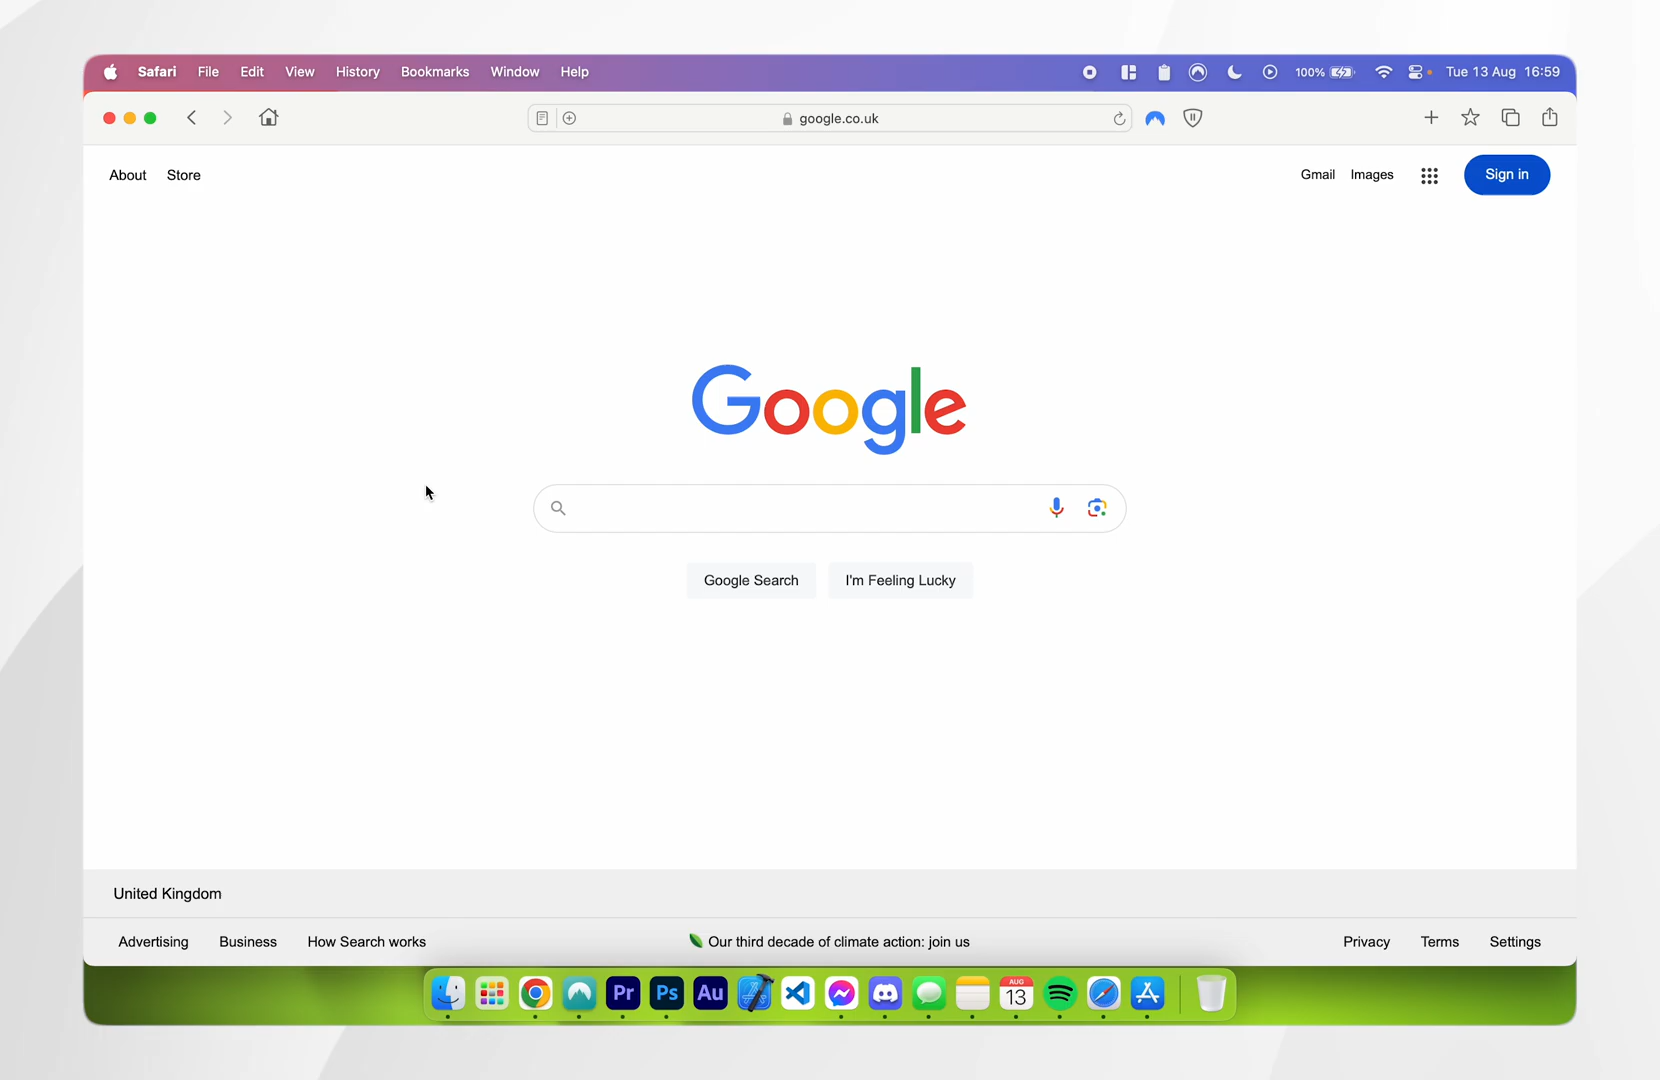 Safari File Edit View History Bookmarks Window Help 100% Tue 13 Aug 16:59
google.co.uk
About Store Gmail Images Sign in
Google
Google Search I'm Feeling Lucky
United Kingdom
Advertising Business How Search works Our third decade of climate action: join us Privacy Terms Settings
Pr Ps Au AUG
13